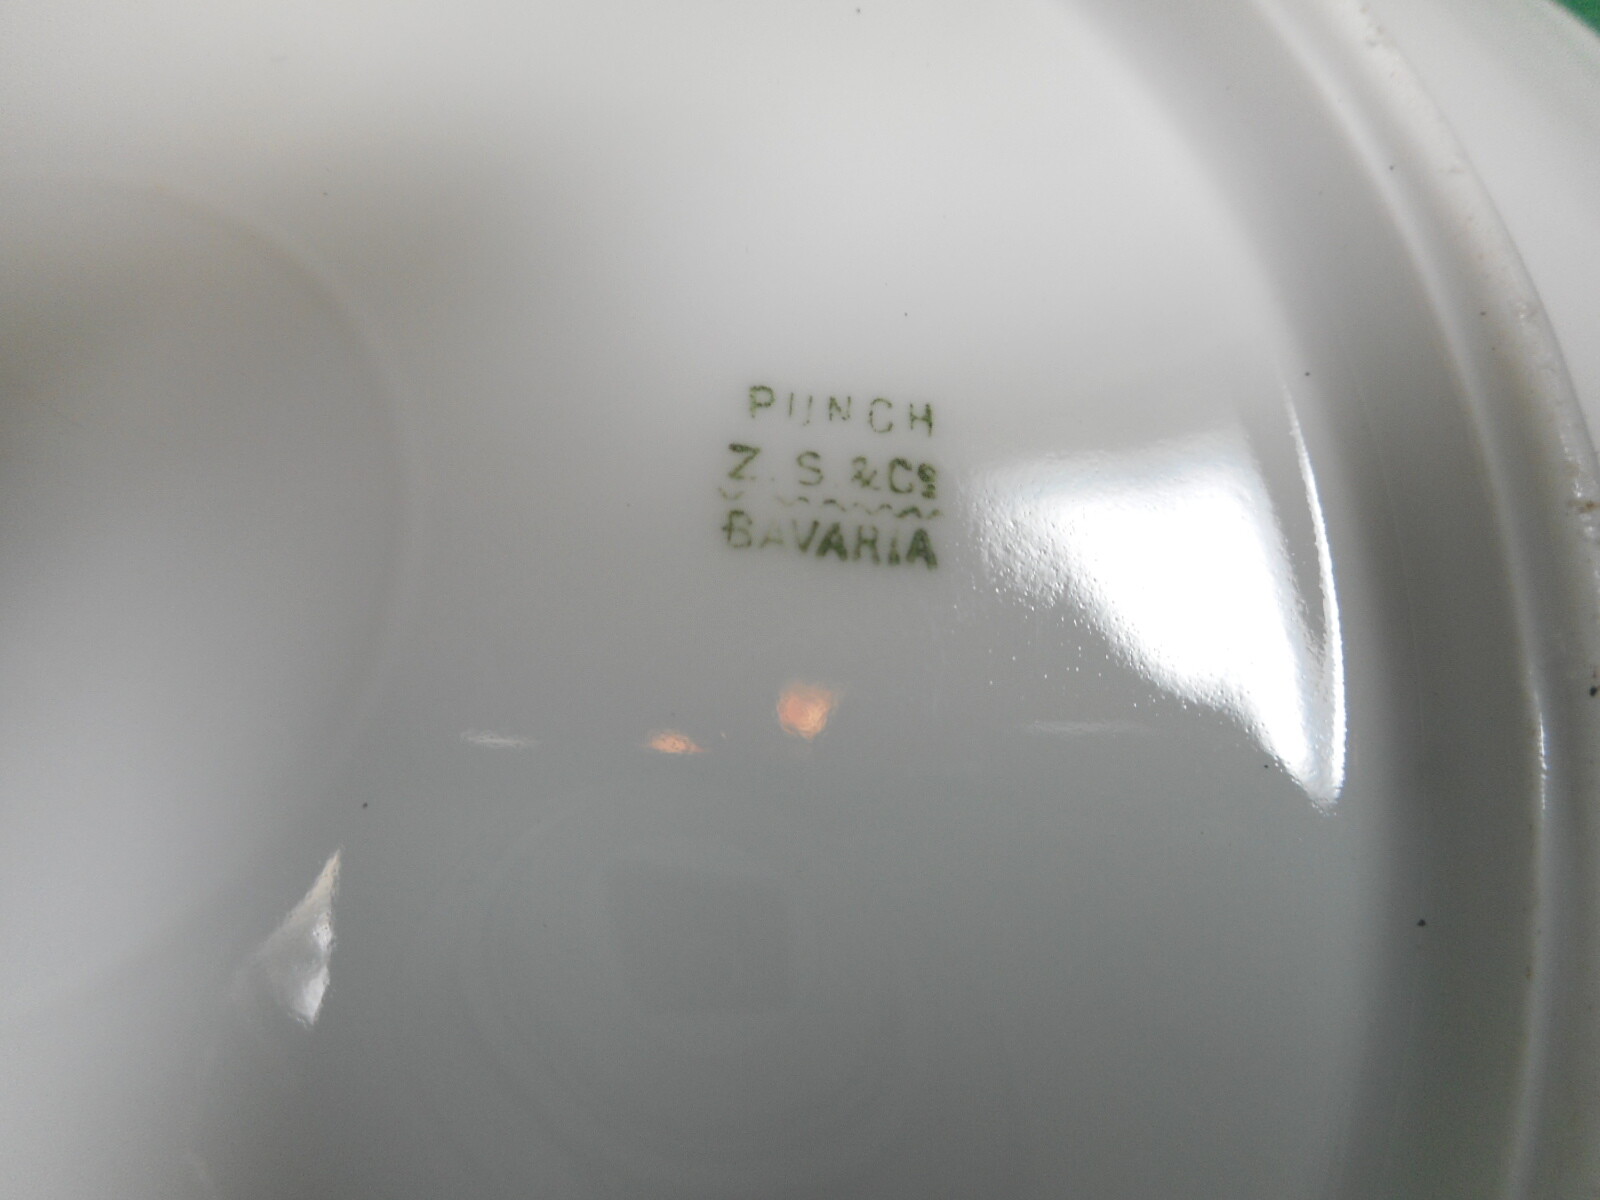 PUNCH
Z. S. & Cº
BAVARIA